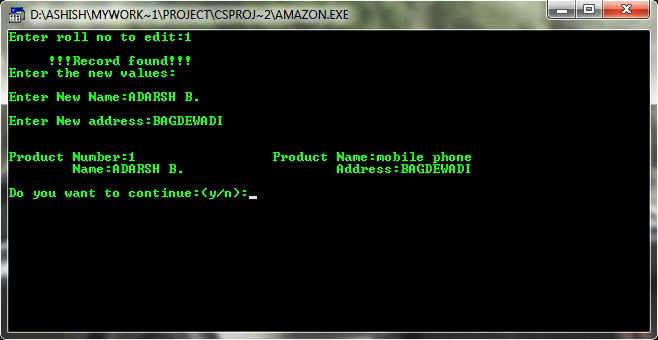 D:\ASHISH\MYWORK~1\PROJECT\CSPROJ~2\AMAZON.EXE
Enter roll no to edit:1
!!!Record found!!!
Enter the new values:
Enter New Name:ADARSH B.
Enter New address:BAGDEWADI
Product Number:1 Product Name:mobile phone
Name:ADARSH B. Address:BAGDEWADI
Do you want to continue:(y/n):